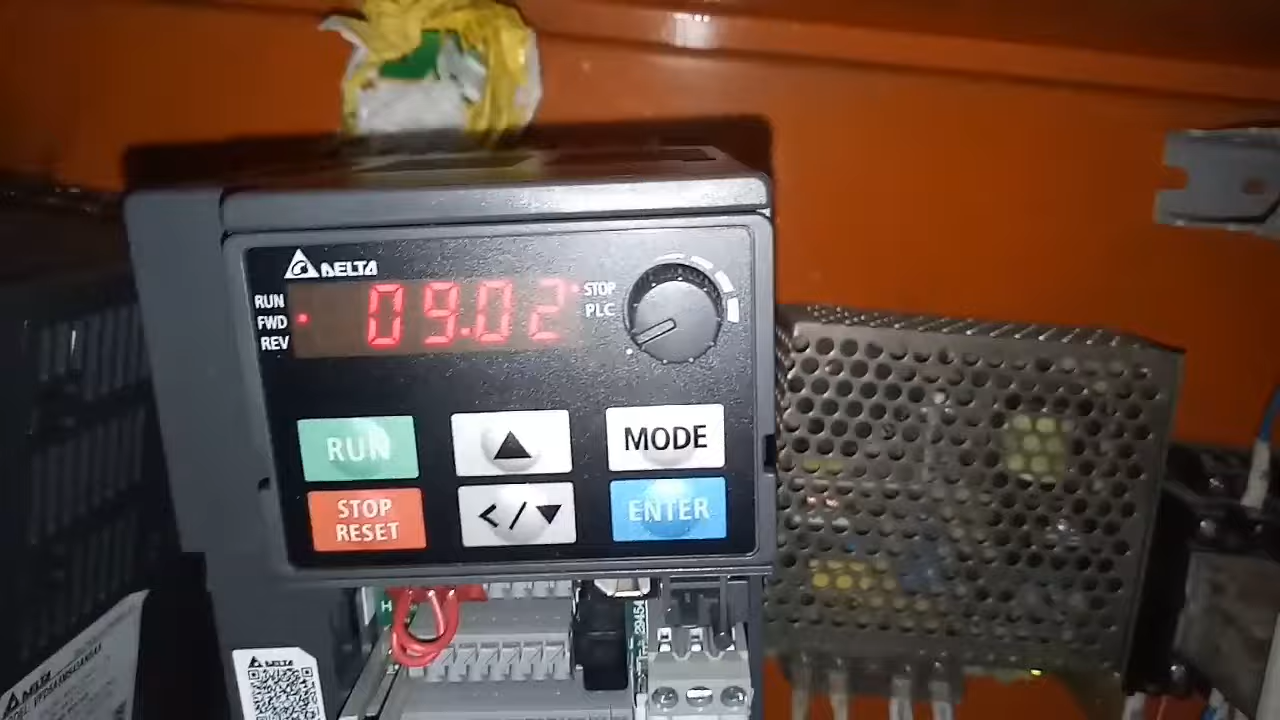 DELTA
RUN
FWD
REV
09.02
STOP
PLC
RUN
▲
MODE
STOP
RESET
</▼
ENTER
DELTA